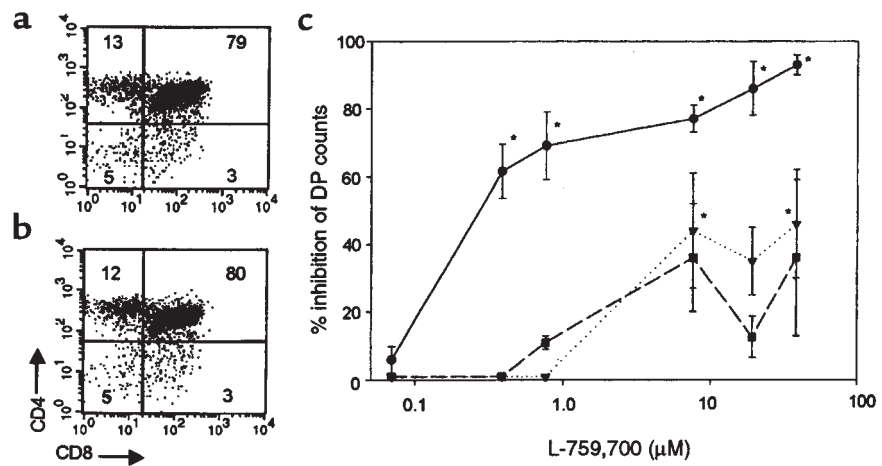 a
10⁴
10³
10²
10¹
10⁰
13
79
5
3
10⁰ 10¹ 10² 10³ 10⁴
b
10⁴
10³
10²
10¹
10⁰
12
80
5
3
10⁰ 10¹ 10² 10³ 10⁴
CD4
CD8
c
% inhibition of DP counts
100
80
60
40
20
0
* * * * *
* *
0.1 1.0 10 100
L-759,700 (μM)